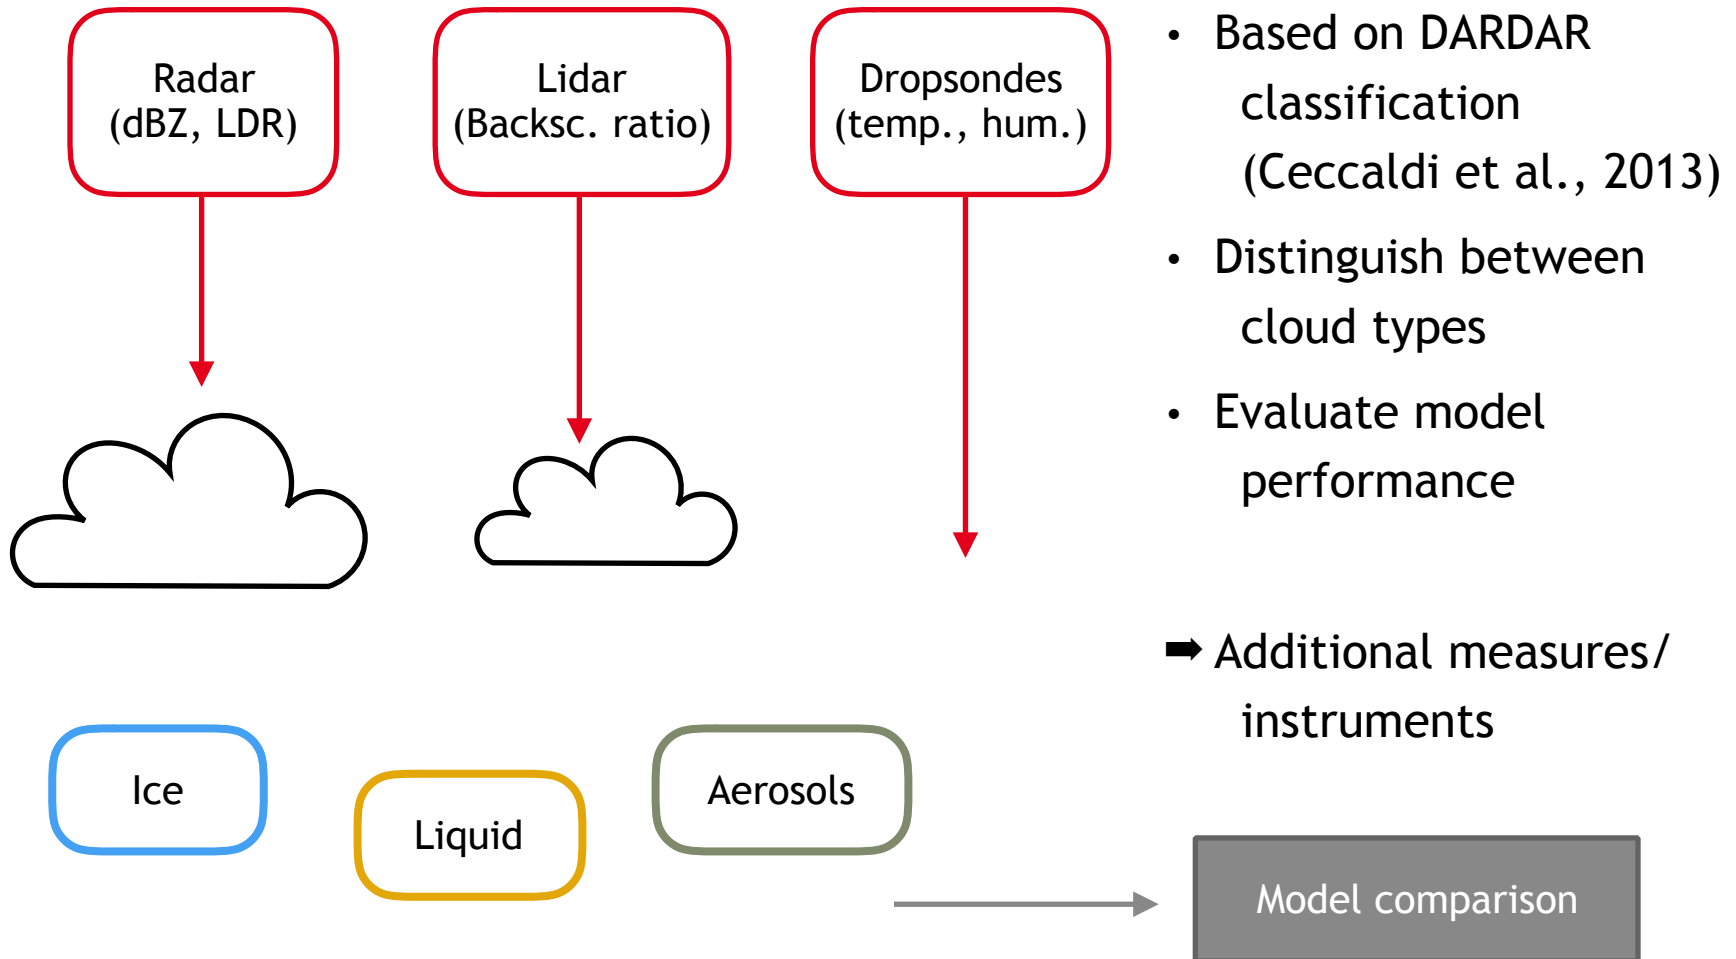 Radar
(dBZ, LDR)
Lidar
(Backsc. ratio)
Dropsondes
(temp., hum.)
• Based on DARDAR
classification
(Ceccaldi et al., 2013)
• Distinguish between
cloud types
• Evaluate model
performance
➡ Additional measures/
instruments
Ice
Liquid
Aerosols
Model comparison